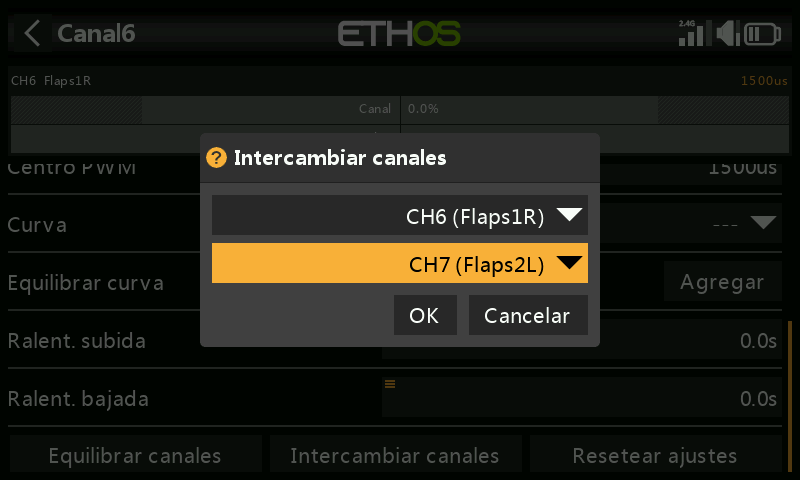 Canal6
ETHOS
2.4G
CH6 Flaps1R
1500us
Canal 0.0%
Intercambiar canales
Centro PWM
1500us
CH6 (Flaps1R)
Curva
---
CH7 (Flaps2L)
Equilibrar curva
Agregar
OK
Cancelar
Ralent. subida
0.0s
Ralent. bajada
0.0s
Equilibrar canales
Intercambiar canales
Resetear ajustes